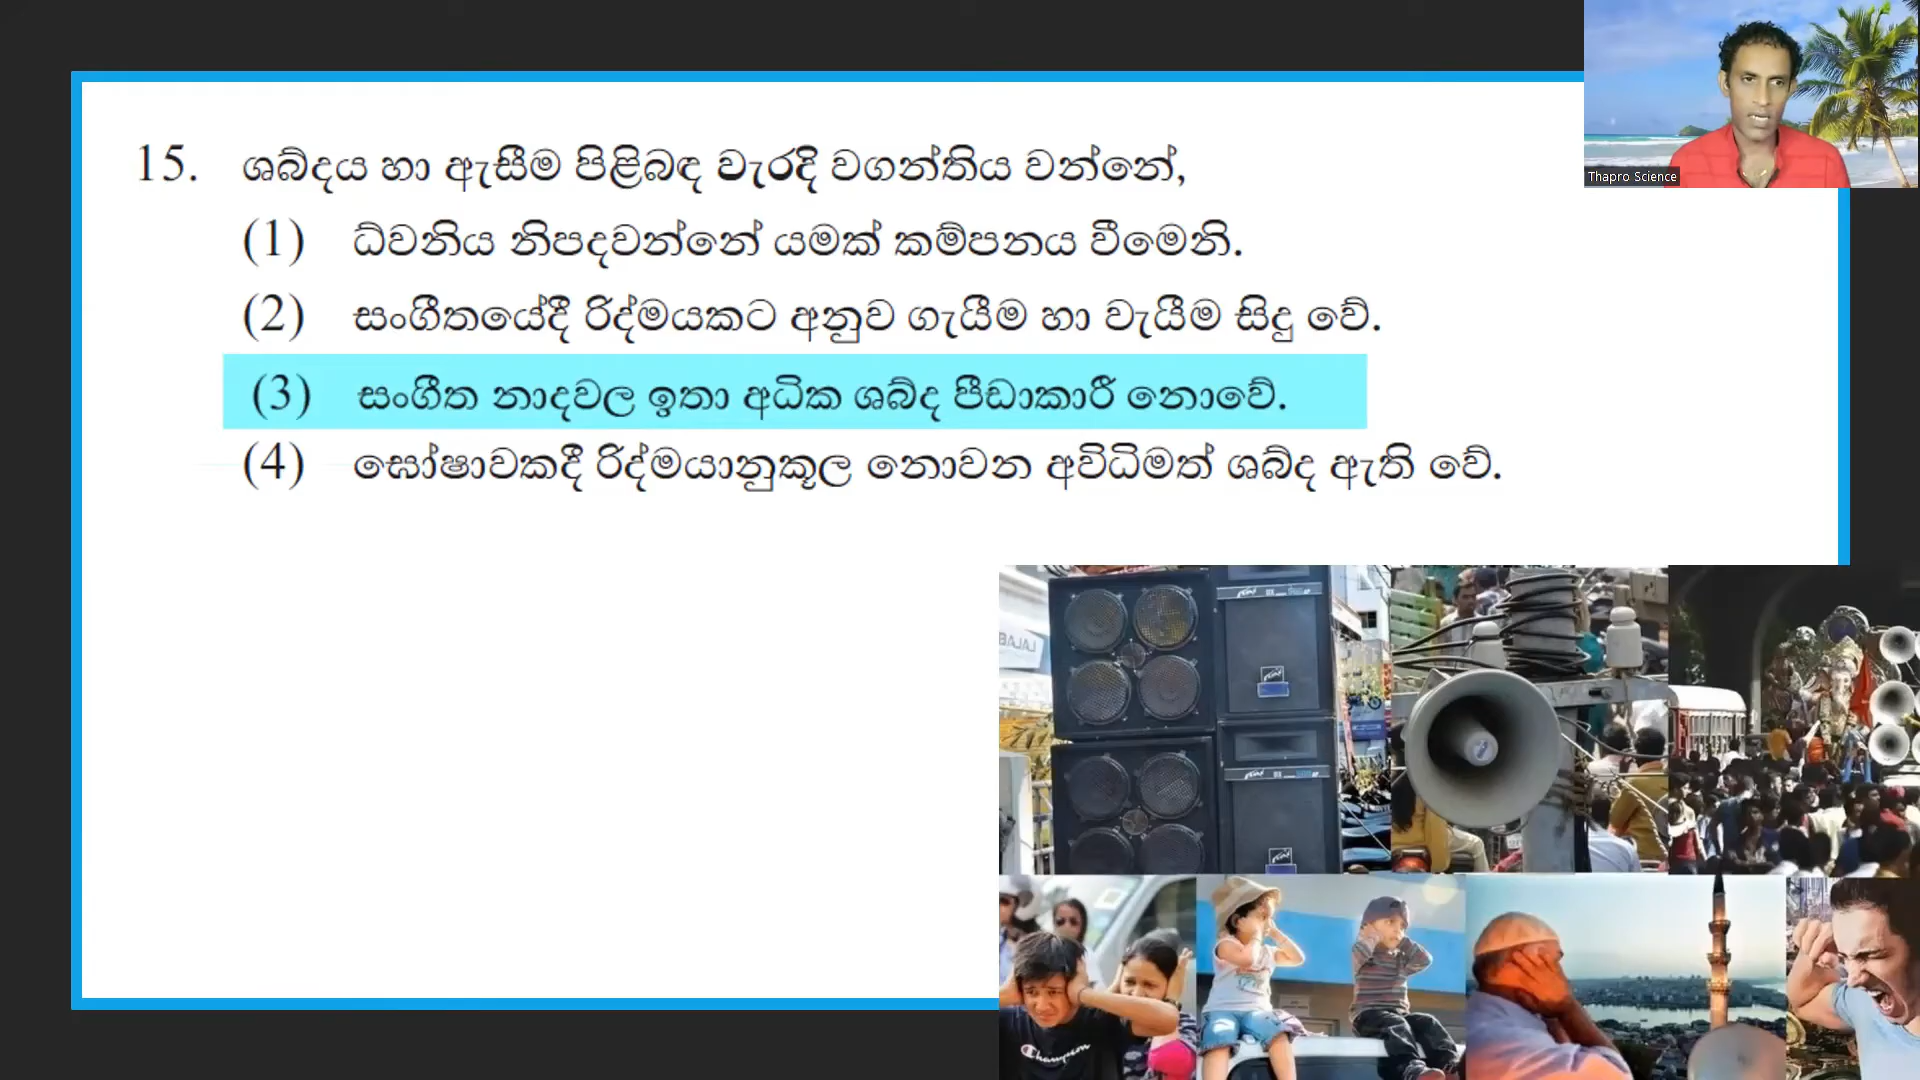 Thapro Science
15. ශබ්දය හා ඇසීම පිළිබඳ වැරදි වගන්තිය වන්නේ,
(1) ධ්වනිය නිපදවන්නේ යමක් කම්පනය වීමෙනි.
(2) සංගීතයේදී රිද්මයකට අනුව ගැයීම හා වැයීම සිදු වේ.
(3) සංගීත නාදවල ඉතා අධික ශබ්ද පීඩාකාරී නොවේ.
(4) ඝෝෂාවකදී රිද්මයානුකූල නොවන අවිධිමත් ශබ්ද ඇති වේ.
Champion